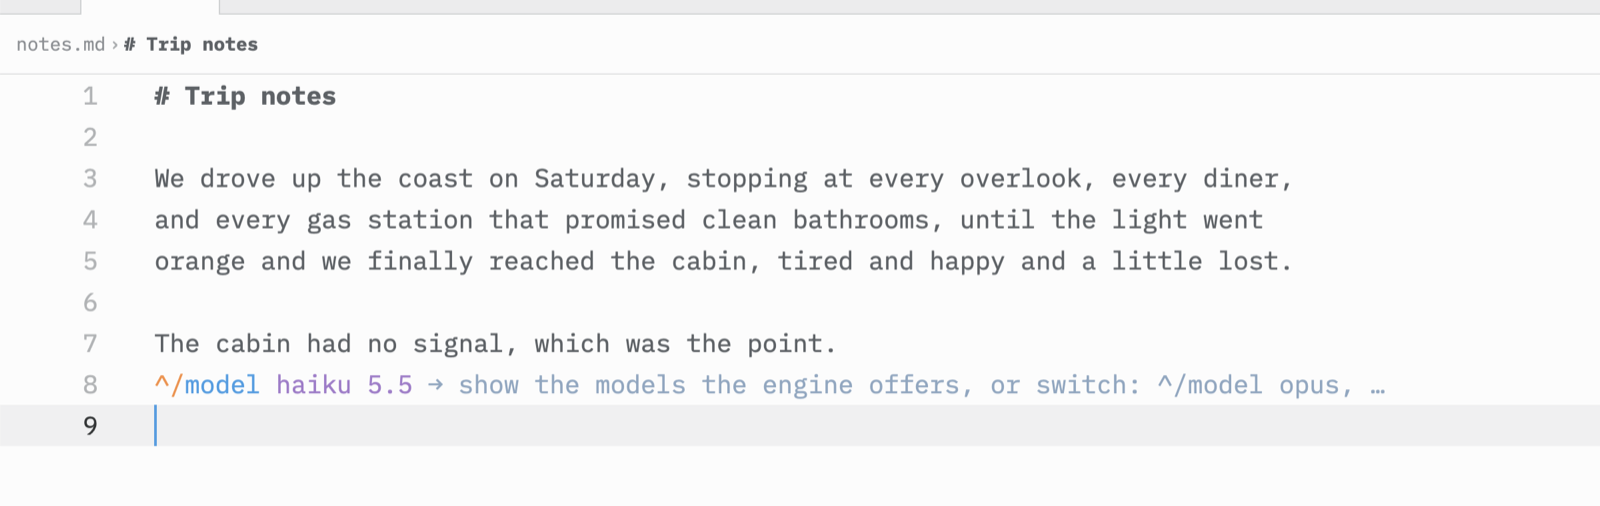 notes.md › # Trip notes
1 # Trip notes
2
3 We drove up the coast on Saturday, stopping at every overlook, every diner,
4 and every gas station that promised clean bathrooms, until the light went
5 orange and we finally reached the cabin, tired and happy and a little lost.
6
7 The cabin had no signal, which was the point.
8 ^/model haiku 5.5 → show the models the engine offers, or switch: ^/model opus, …
9